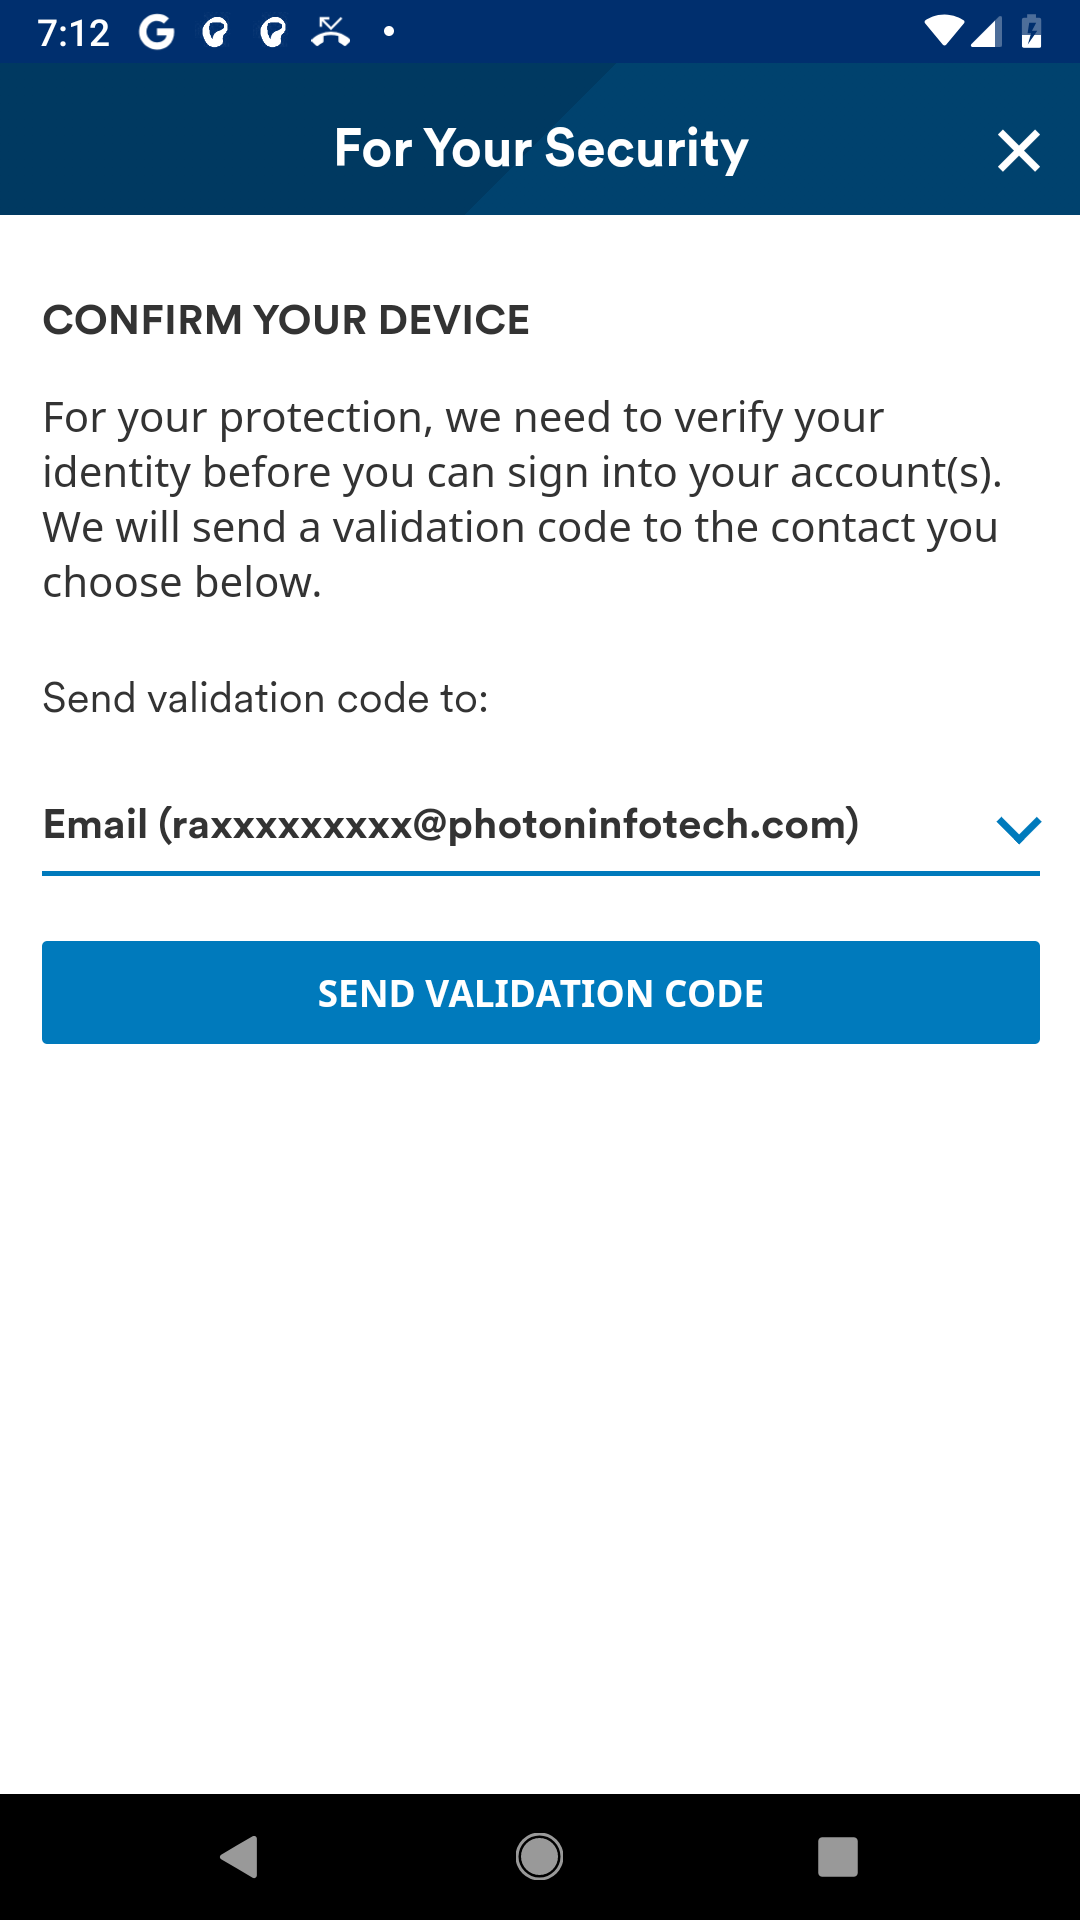 7:12
For Your Security
CONFIRM YOUR DEVICE
For your protection, we need to verify your
identity before you can sign into your account(s).
We will send a validation code to the contact you
choose below.
Send validation code to:
Email (raxxxxxxxxxx@photoninfotech.com)
SEND VALIDATION CODE